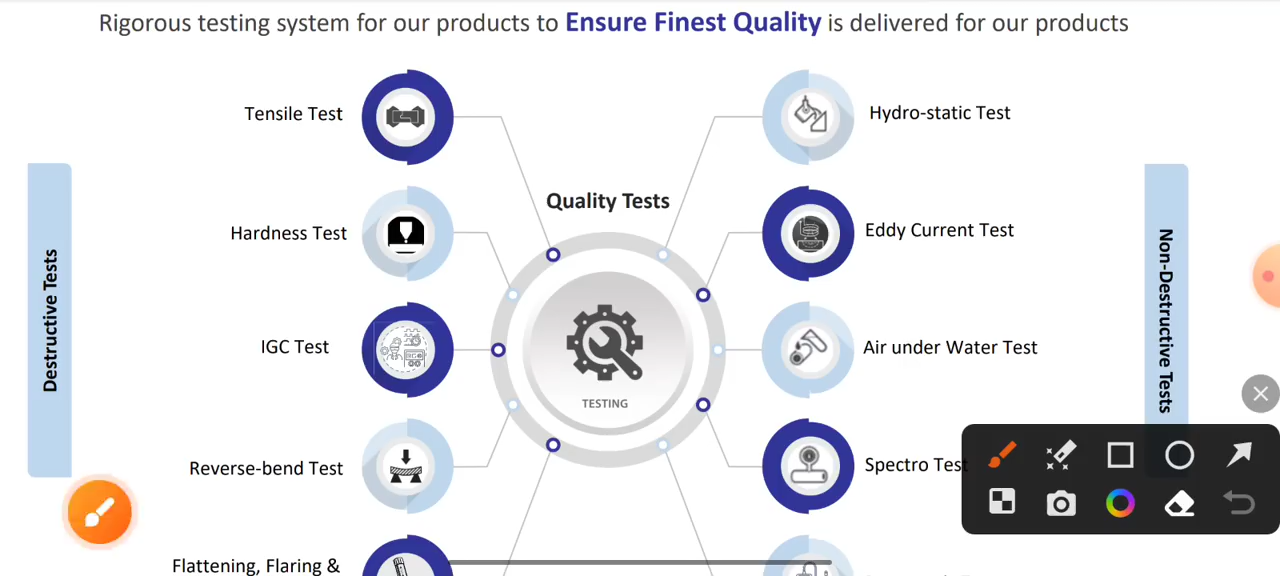 Rigorous testing system for our products to Ensure Finest Quality is delivered for our products
Tensile Test
Hydro-static Test
Quality Tests
Hardness Test
Eddy Current Test
Destructive Tests
Non-Destructive Tests
IGC Test
Air under Water Test
TESTING
Reverse-bend Test
Spectro Test
Flattening, Flaring &